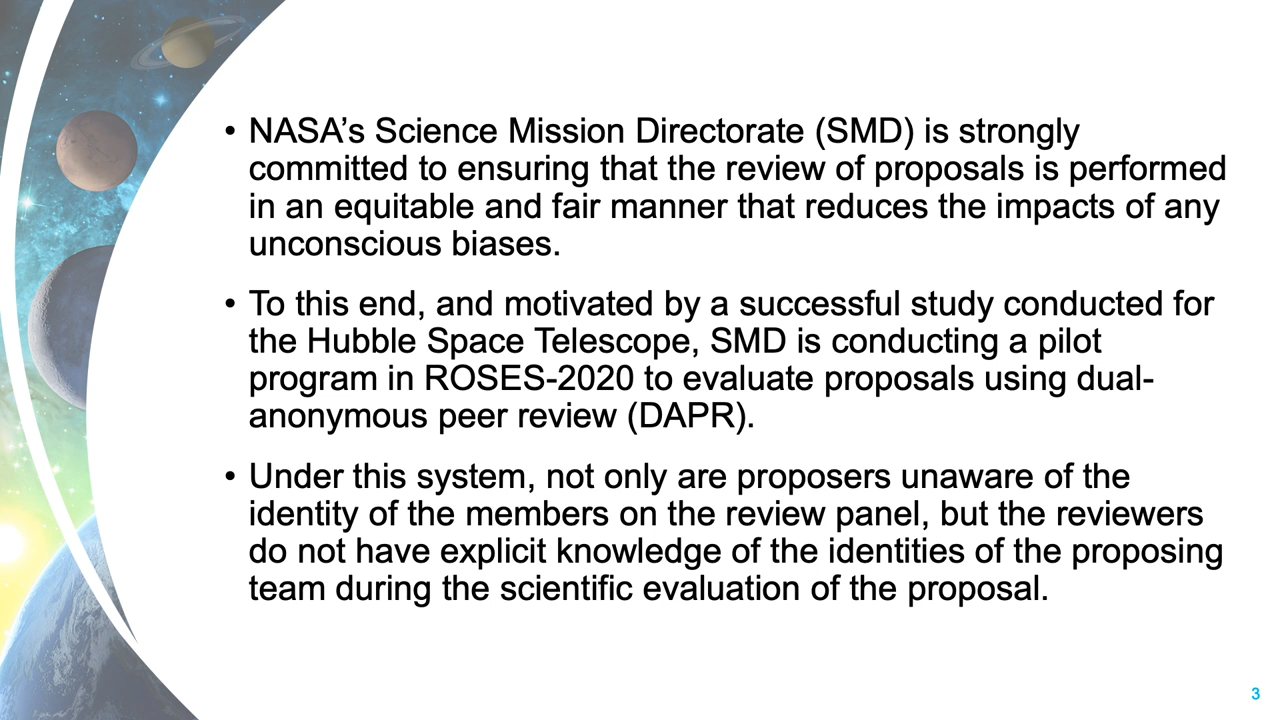 • NASA’s Science Mission Directorate (SMD) is strongly
committed to ensuring that the review of proposals is performed
in an equitable and fair manner that reduces the impacts of any
unconscious biases.
• To this end, and motivated by a successful study conducted for
the Hubble Space Telescope, SMD is conducting a pilot
program in ROSES-2020 to evaluate proposals using dual-
anonymous peer review (DAPR).
• Under this system, not only are proposers unaware of the
identity of the members on the review panel, but the reviewers
do not have explicit knowledge of the identities of the proposing
team during the scientific evaluation of the proposal.
3